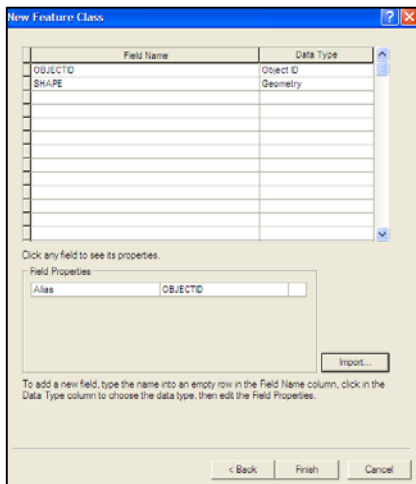 New Feature Class
Field Name Data Type
OBJECTID Object ID
SHAPE Geometry
Click any field to see its properties.
Field Properties
Alias OBJECTID
Import...
To add a new field, type the name into an empty row in the Field Name column, click in the
Data Type column to choose the data type, then edit the Field Properties.
< Back Finish Cancel